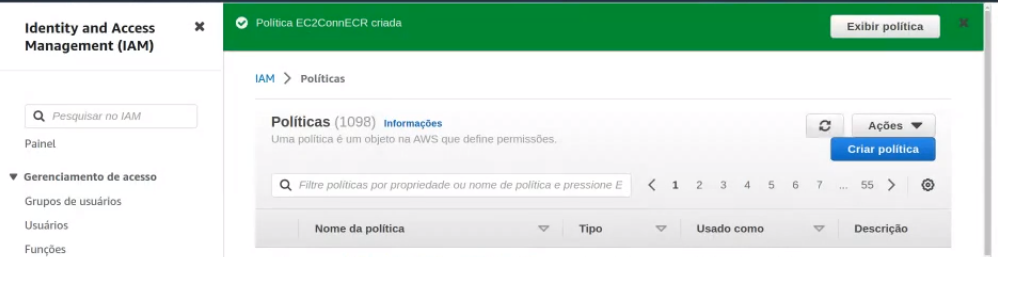 Identity and Access
Management (IAM)
Pesquisar no IAM
Painel
Gerenciamento de acesso
Grupos de usuários
Usuários
Funções
Política EC2ConnECR criada
Exibir política
IAM > Políticas
Políticas (1098) Informações
Uma política é um objeto na AWS que define permissões.
Ações
Criar política
Filtre políticas por propriedade ou nome de política e pressione E
1 2 3 4 5 6 7 ... 55
Nome da política Tipo Usado como Descrição